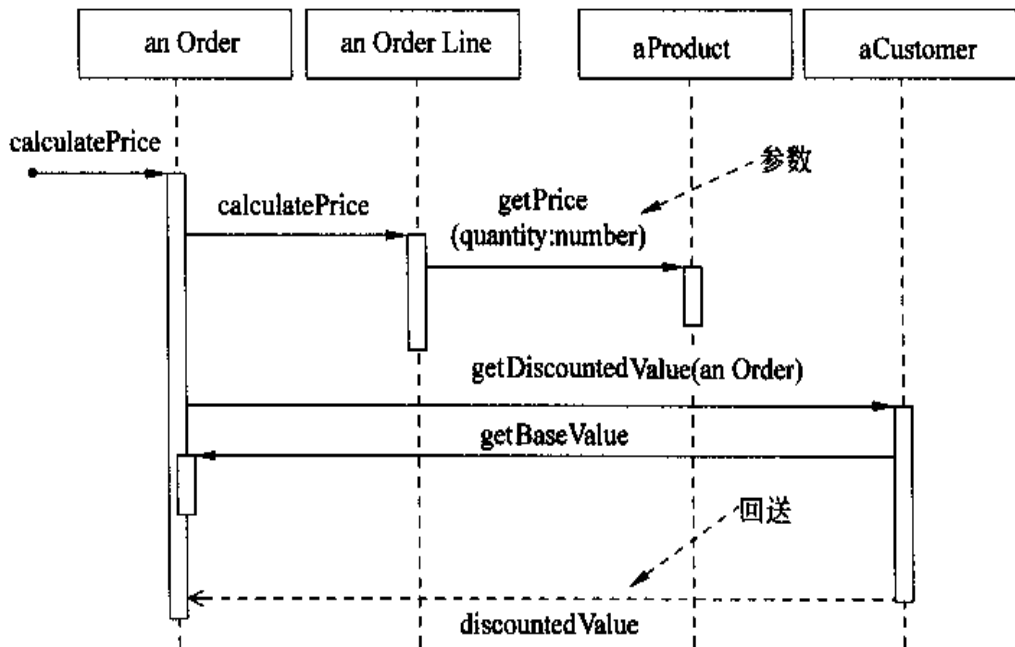 an Order
an Order Line
aProduct
aCustomer
calculatePrice
参数
calculatePrice
getPrice
(quantity:number)
getDiscountedValue(an Order)
getBaseValue
回送
discountedValue